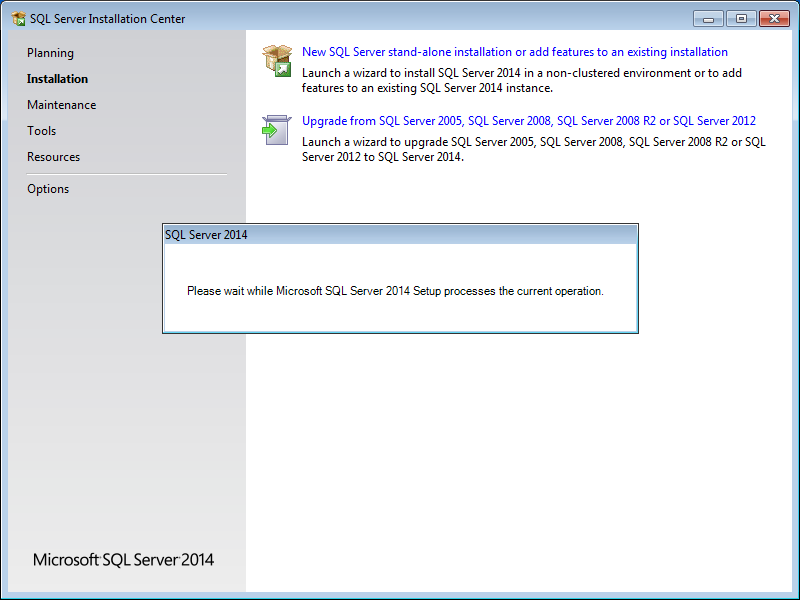 SQL Server Installation Center
Planning
Installation
Maintenance
Tools
Resources
Options
New SQL Server stand-alone installation or add features to an existing installation
Launch a wizard to install SQL Server 2014 in a non-clustered environment or to add
features to an existing SQL Server 2014 instance.
Upgrade from SQL Server 2005, SQL Server 2008, SQL Server 2008 R2 or SQL Server 2012
Launch a wizard to upgrade SQL Server 2005, SQL Server 2008, SQL Server 2008 R2 or SQL
Server 2012 to SQL Server 2014.
SQL Server 2014
Please wait while Microsoft SQL Server 2014 Setup processes the current operation.
Microsoft SQL Server 2014